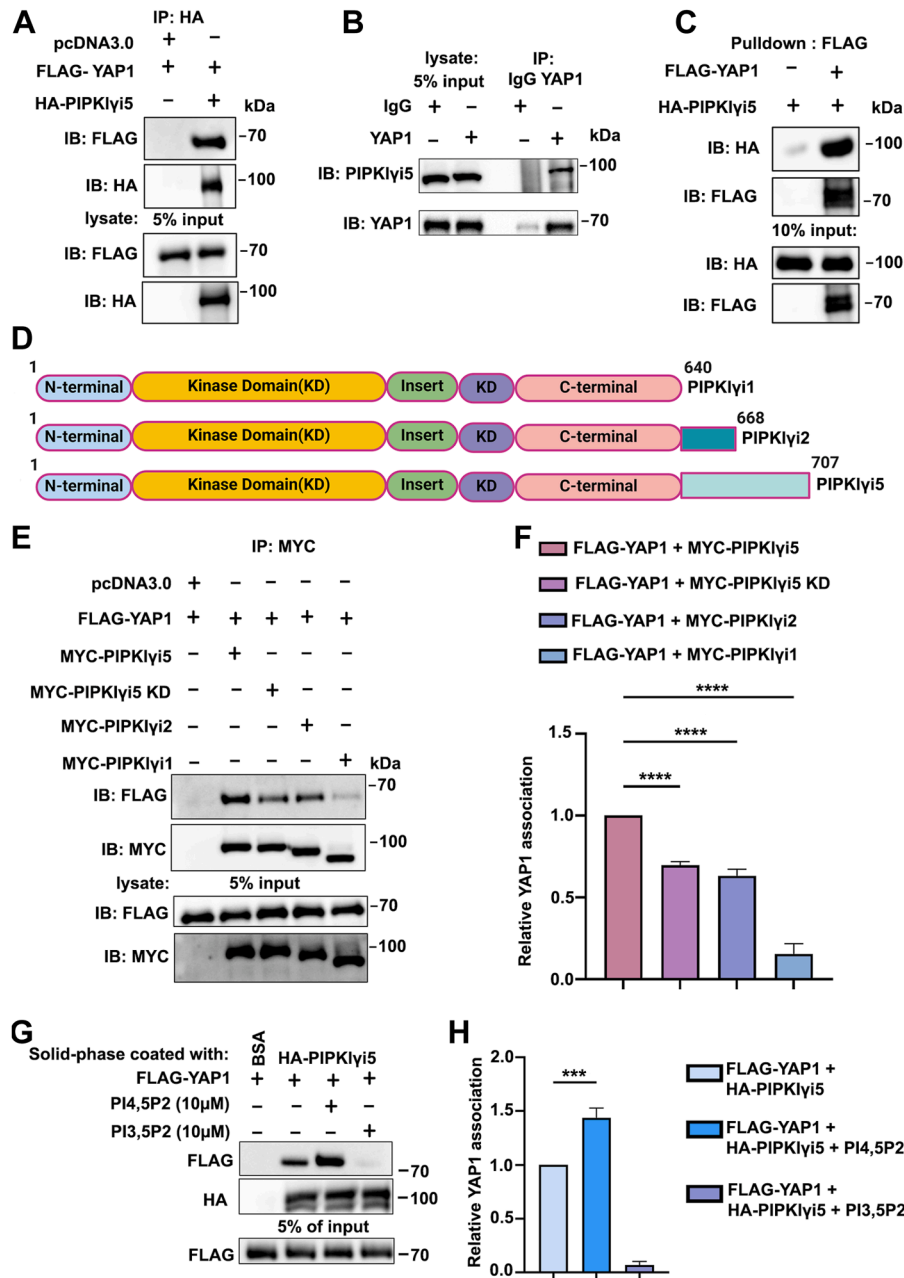 A
IP: HA
pcDNA3.0 + −
FLAG- YAP1 + +
HA-PIPKIγi5 − + kDa
IB: FLAG −70
IB: HA −100
lysate: 5% input
IB: FLAG −70
IB: HA −100
B
lysate: IP:
5% input IgG YAP1
IgG + − + −
YAP1 − + − + kDa
IB: PIPKIγi5 −100
IB: YAP1 −70
C
Pulldown : FLAG
FLAG-YAP1 − +
HA-PIPKIγi5 + + kDa
IB: HA −100
IB: FLAG −70
10% input:
IB: HA −100
IB: FLAG −70
D
1 640
N-terminal Kinase Domain(KD) Insert KD C-terminal PIPKIγi1
1 668
N-terminal Kinase Domain(KD) Insert KD C-terminal PIPKIγi2
1 707
N-terminal Kinase Domain(KD) Insert KD C-terminal PIPKIγi5
E
IP: MYC
pcDNA3.0 + − − − −
FLAG-YAP1 + + + + +
MYC-PIPKIγi5 − + − − −
MYC-PIPKIγi5 KD − − + − −
MYC-PIPKIγi2 − − − + −
MYC-PIPKIγi1 − − − − + kDa
IB: FLAG −70
IB: MYC −100
lysate: 5% input
IB: FLAG −70
IB: MYC −100
F
FLAG-YAP1 + MYC-PIPKIγi5
FLAG-YAP1 + MYC-PIPKIγi5 KD
FLAG-YAP1 + MYC-PIPKIγi2
FLAG-YAP1 + MYC-PIPKIγi1
****
****
****
Relative YAP1 association
1.5
1.0
0.5
0.0
G
Solid-phase coated with: BSA HA-PIPKIγi5
FLAG-YAP1 + + + +
PI4,5P2 (10μM) − − + −
PI3,5P2 (10μM) − − − +
FLAG −70
HA −100
5% of input
FLAG −70
H
Relative YAP1 association
2.0
1.5
1.0
0.5
0.0
***
FLAG-YAP1 +
HA-PIPKIγi5
FLAG-YAP1 +
HA-PIPKIγi5 + PI4,5P2
FLAG-YAP1 +
HA-PIPKIγi5 + PI3,5P2